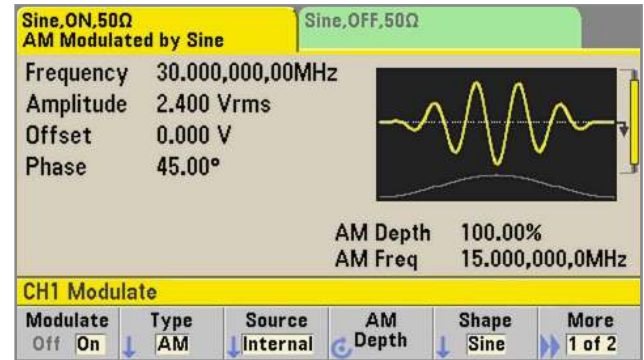 Sine,ON,50Ω
AM Modulated by Sine
Sine,OFF,50Ω
Frequency 30.000,000,00MHz
Amplitude 2.400 Vrms
Offset 0.000 V
Phase 45.00°
AM Depth 100.00%
AM Freq 15.000,000,0MHz
CH1 Modulate
Modulate Type Source AM Shape More
Off On AM Internal Depth Sine 1 of 2